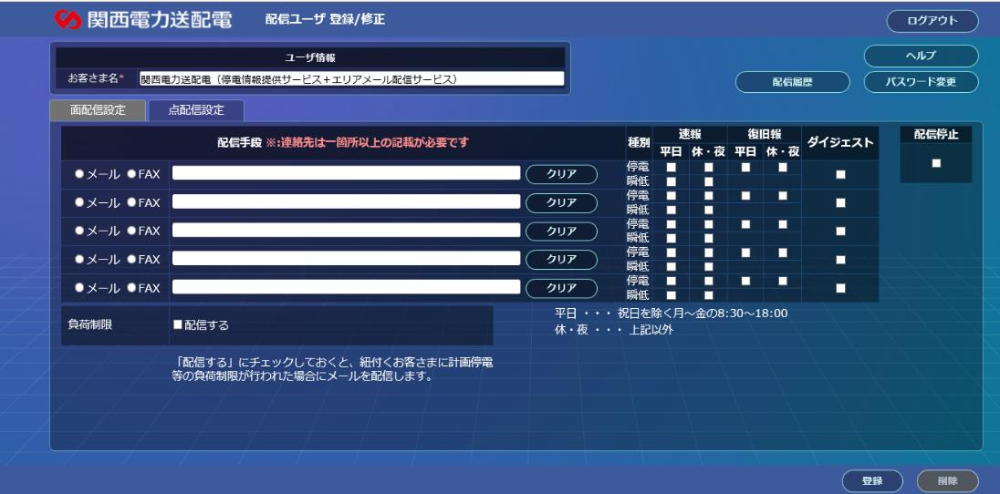 関西電力送配電 配信ユーザ 登録/修正 ログアウト
ユーザ情報 ヘルプ
お客さま名* 関西電力送配電（停電情報提供サービス＋エリアメール配信サービス） 配信履歴 パスワード変更
面配信設定 点配信設定
配信手段 ※:連絡先は一箇所以上の記載が必要です 種別 速報 復旧報 ダイジェスト 配信停止
平日 休・夜 平日 休・夜
メール FAX クリア 停電
瞬低
メール FAX クリア 停電
瞬低
メール FAX クリア 停電
瞬低
メール FAX クリア 停電
瞬低
メール FAX クリア 停電
瞬低
負荷制限 配信する
平日 ・・・ 祝日を除く月～金の8:30～18:00
休・夜 ・・・ 上記以外
「配信する」にチェックしておくと、紐付くお客さまに計画停電
等の負荷制限が行われた場合にメールを配信します。
登録 削除